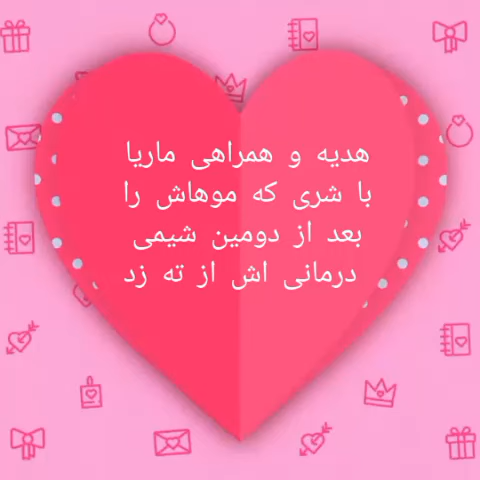 هدیه و همراهی ماریا
با شری که موهاش را
بعد از دومین شیمی
درمانی اش از ته زد